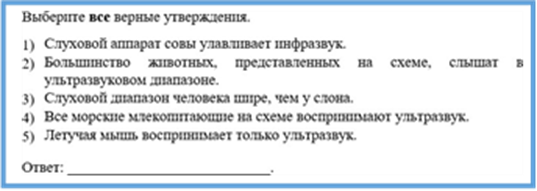 Выберите все верные утверждения.
1) Слуховой аппарат совы улавливает инфразвук.
2) Большинство животных, представленных на схеме, слышат в
ультразвуковом диапазоне.
3) Слуховой диапазон человека шире, чем у слона.
4) Все морские млекопитающие на схеме воспринимают ультразвук.
5) Летучая мышь воспринимает только ультразвук.
Ответ: ______________________.